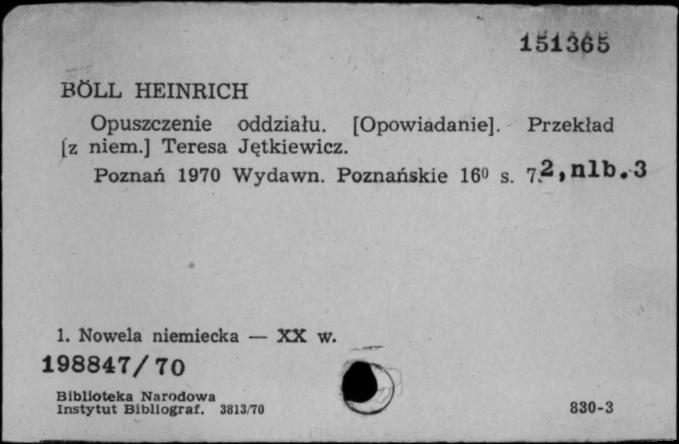 151365
BÖLL HEINRICH
Opuszczenie oddziału. [Opowiadanie]. Przekład
[z niem.] Teresa Jętkiewicz.
Poznań 1970 Wydawn. Poznańskie 16⁰ s. 72, nlb. 3
1. Nowela niemiecka — XX w.
198847/70
Biblioteka Narodowa
Instytut Bibliograf. 3813/70
830-3